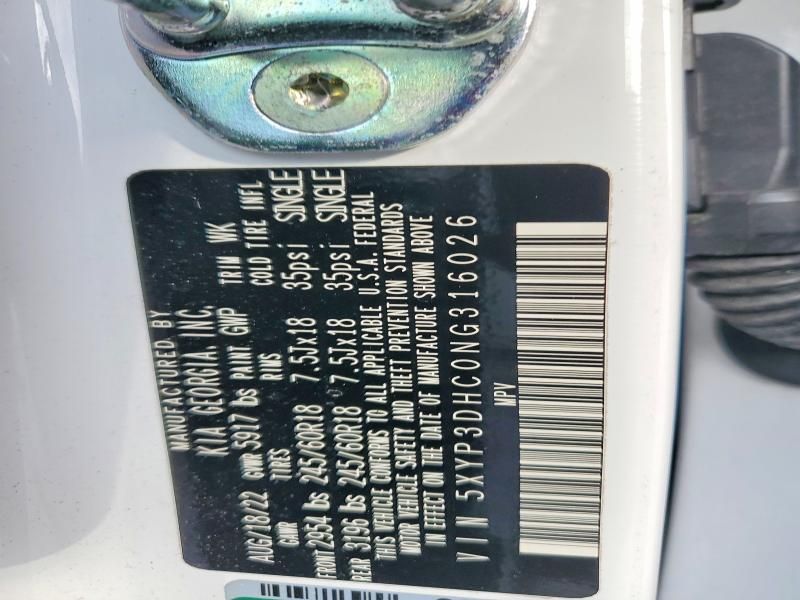 MANUFACTURED BY
KIA GEORGIA INC.
AUG/18/22 GWR 5917 lbs PAINT GWP TRIM WK
GWR TIRES RIMS COLD TIRE INFL
FRONT 2954 lbs 245/60R18 7.5Jx18 35psi SINGLE
REAR 3196 lbs 245/60R18 7.5Jx18 35psi SINGLE
THIS VEHICLE CONFORMS TO ALL APPLICABLE U.S.A. FEDERAL
MOTOR VEHICLE SAFETY AND THEFT PREVENTION STANDARDS
IN EFFECT ON THE DATE OF MANUFACTURE SHOWN ABOVE
VIN 5XYP3DHC0NG316026
MPV